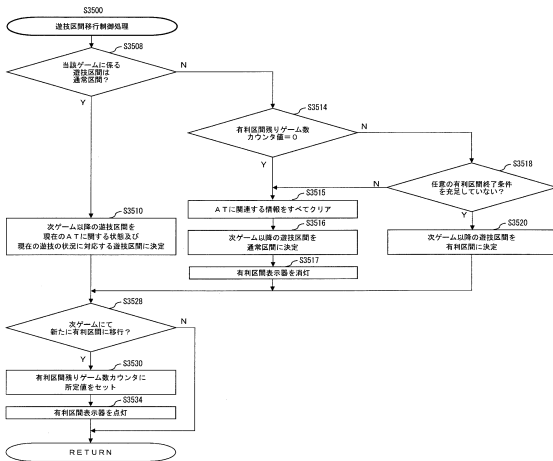 S3500
遊技区間移行制御処理
S3508
当該ゲームに係る
遊技区間は
通常区間？
N
Y
S3514
有利区間残りゲーム数
カウンタ値＝０
N
Y
S3518
任意の有利区間終了条件
を充足していない？
N
Y
S3515
ＡＴに関連する情報をすべてクリア
S3510
次ゲーム以降の遊技区間を
現在のＡＴに関する状態及び
現在の遊技の状況に対応する遊技区間に決定
S3516
次ゲーム以降の遊技区間を
通常区間に決定
S3520
次ゲーム以降の遊技区間を
有利区間に決定
S3517
有利区間表示器を消灯
S3528
次ゲームにて
新たに有利区間に移行？
N
Y
S3530
有利区間残りゲーム数カウンタに
所定値をセット
S3534
有利区間表示器を点灯
ＲＥＴＵＲＮ